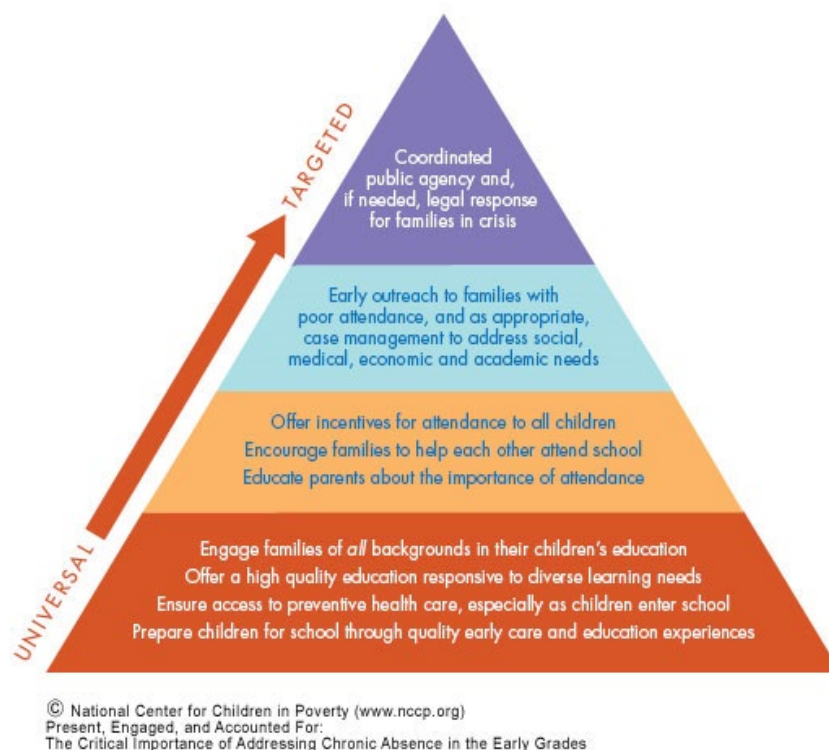 TARGETED
Coordinated
public agency and,
if needed, legal response
for families in crisis
Early outreach to families with
poor attendance, and as appropriate,
case management to address social,
medical, economic and academic needs
Offer incentives for attendance to all children
Encourage families to help each other attend school
Educate parents about the importance of attendance
UNIVERSAL
Engage families of all backgrounds in their children's education
Offer a high quality education responsive to diverse learning needs
Ensure access to preventive health care, especially as children enter school
Prepare children for school through quality early care and education experiences
© National Center for Children in Poverty (www.nccp.org)
Present, Engaged, and Accounted For:
The Critical Importance of Addressing Chronic Absence in the Early Grades